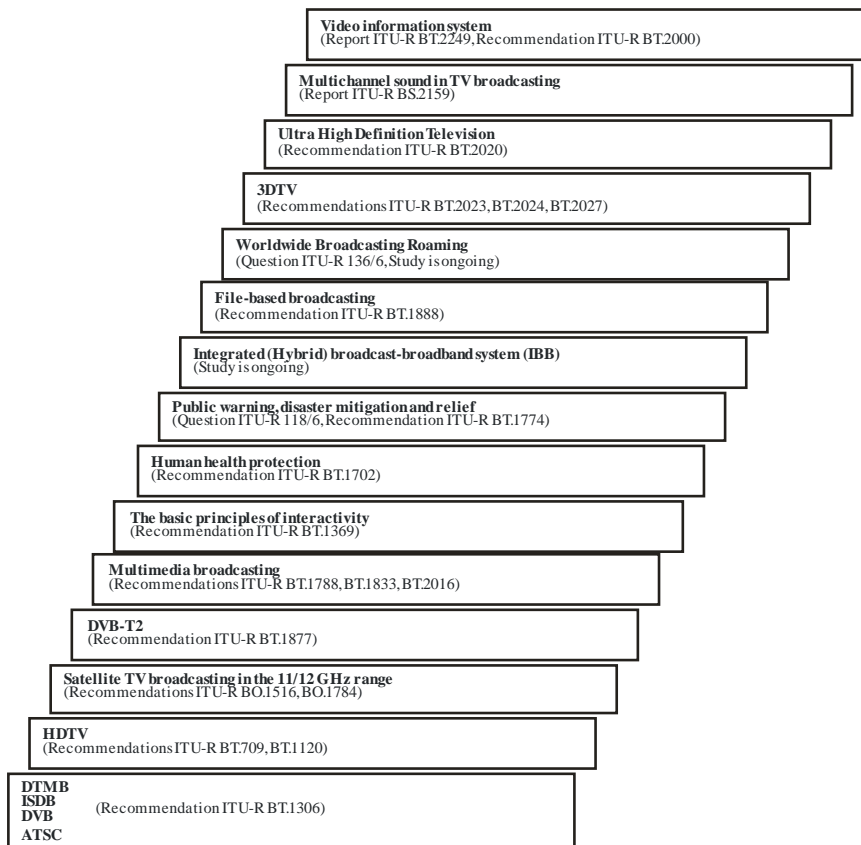 Video information system
(Report ITU-R BT.2249, Recommendation ITU-R BT.2000)
Multichannel sound in TV broadcasting
(Report ITU-R BS.2159)
Ultra High Definition Television
(Recommendation ITU-R BT.2020)
3DTV
(Recommendations ITU-R BT.2023, BT.2024, BT.2027)
Worldwide Broadcasting Roaming
(Question ITU-R 136/6, Study is ongoing)
File-based broadcasting
(Recommendation ITU-R BT.1888)
Integrated (Hybrid) broadcast-broadband system (IBB)
(Study is ongoing)
Public warning, disaster mitigation and relief
(Question ITU-R 118/6, Recommendation ITU-R BT.1774)
Human health protection
(Recommendation ITU-R BT.1702)
The basic principles of interactivity
(Recommendation ITU-R BT.1369)
Multimedia broadcasting
(Recommendations ITU-R BT.1788, BT.1833, BT.2016)
DVB-T2
(Recommendation ITU-R BT.1877)
Satellite TV broadcasting in the 11/12 GHz range
(Recommendations ITU-R BO.1516, BO.1784)
HDTV
(Recommendations ITU-R BT.709, BT.1120)
DTMB
ISDB
DVB
ATSC
(Recommendation ITU-R BT.1306)